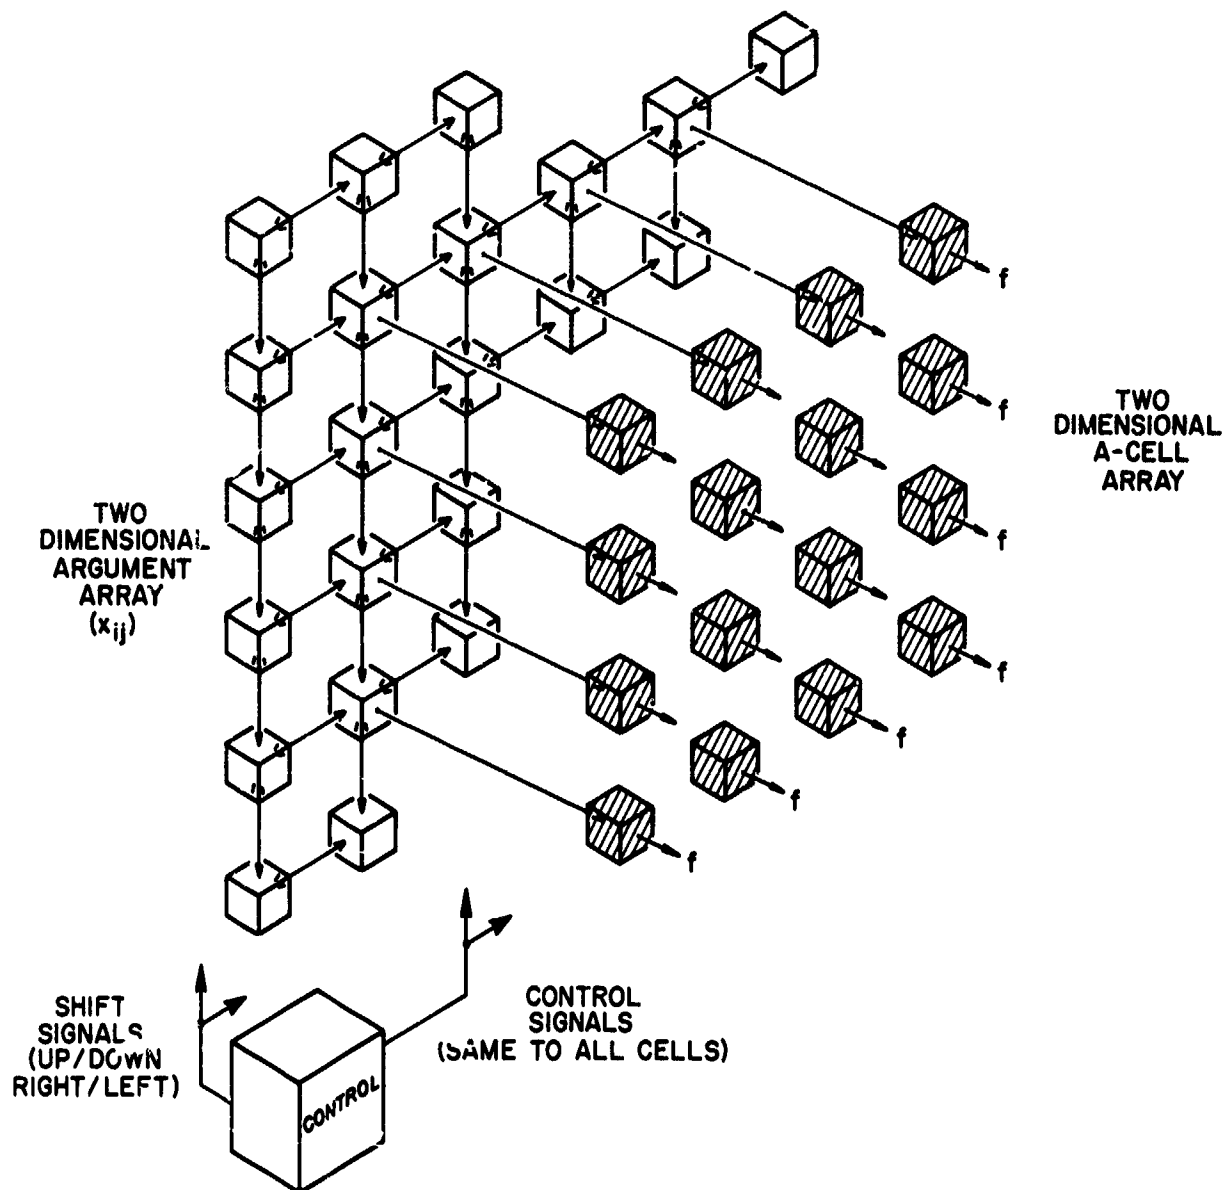 TWO
DIMENSIONAL
ARGUMENT
ARRAY
(xij)
TWO
DIMENSIONAL
A-CELL
ARRAY
f
f
f
f
f
f
f
SHIFT
SIGNALS
(UP/DOWN
RIGHT/LEFT)
CONTROL
SIGNALS
(SAME TO ALL CELLS)
CONTROL